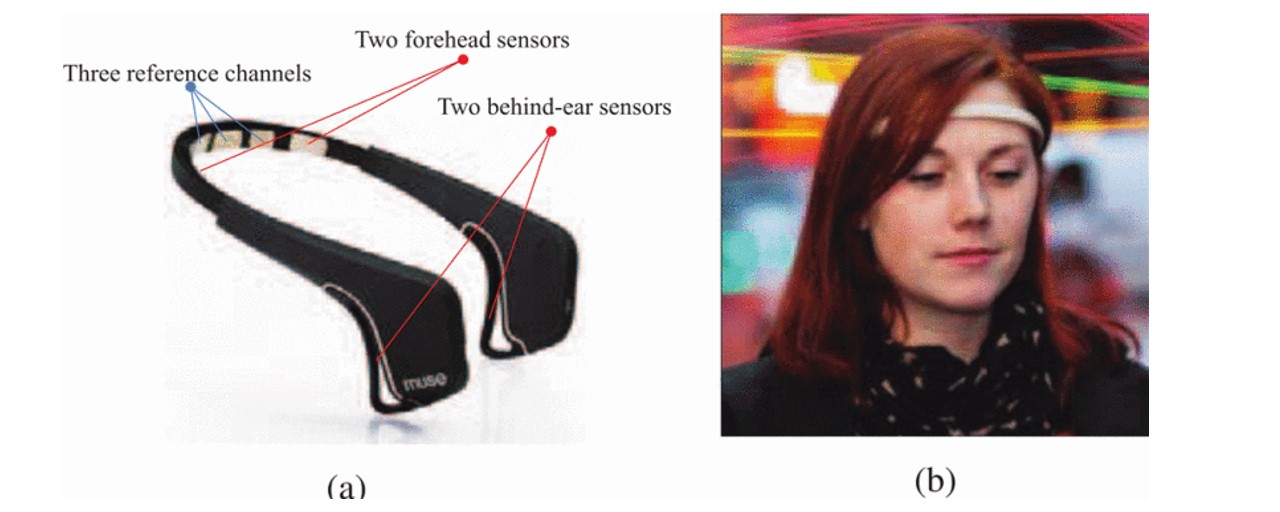 Two forehead sensors
Three reference channels
Two behind-ear sensors
muse
(a)
(b)